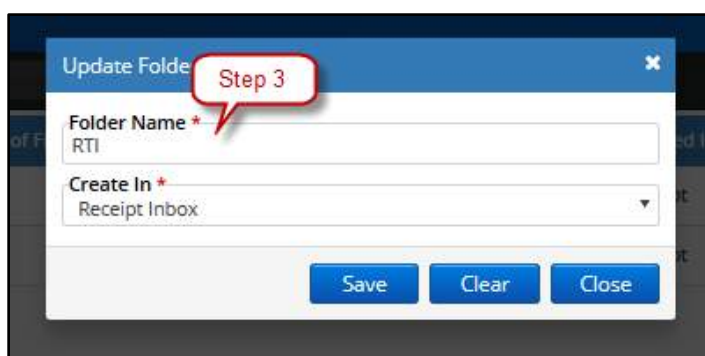 Update Folde
Step 3
Folder Name *
RTI
Create In *
Receipt Inbox
Save Clear Close